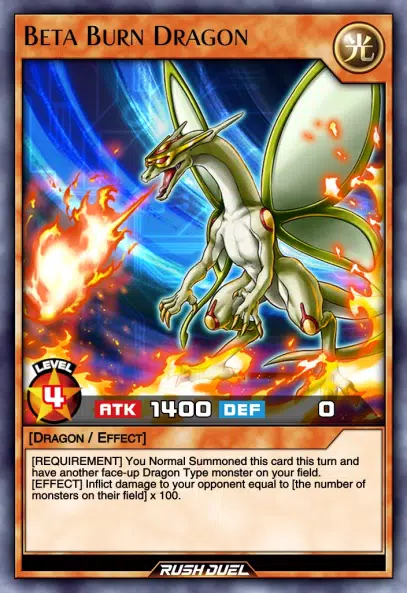 Beta Burn Dragon
光
LEVEL
4
ATK 1400 DEF 0
[Dragon / Effect]
[REQUIREMENT] You Normal Summoned this card this turn and
have another face-up Dragon Type monster on your field.
[EFFECT] Inflict damage to your opponent equal to [the number of
monsters on their field] x 100.
RUSH DUEL